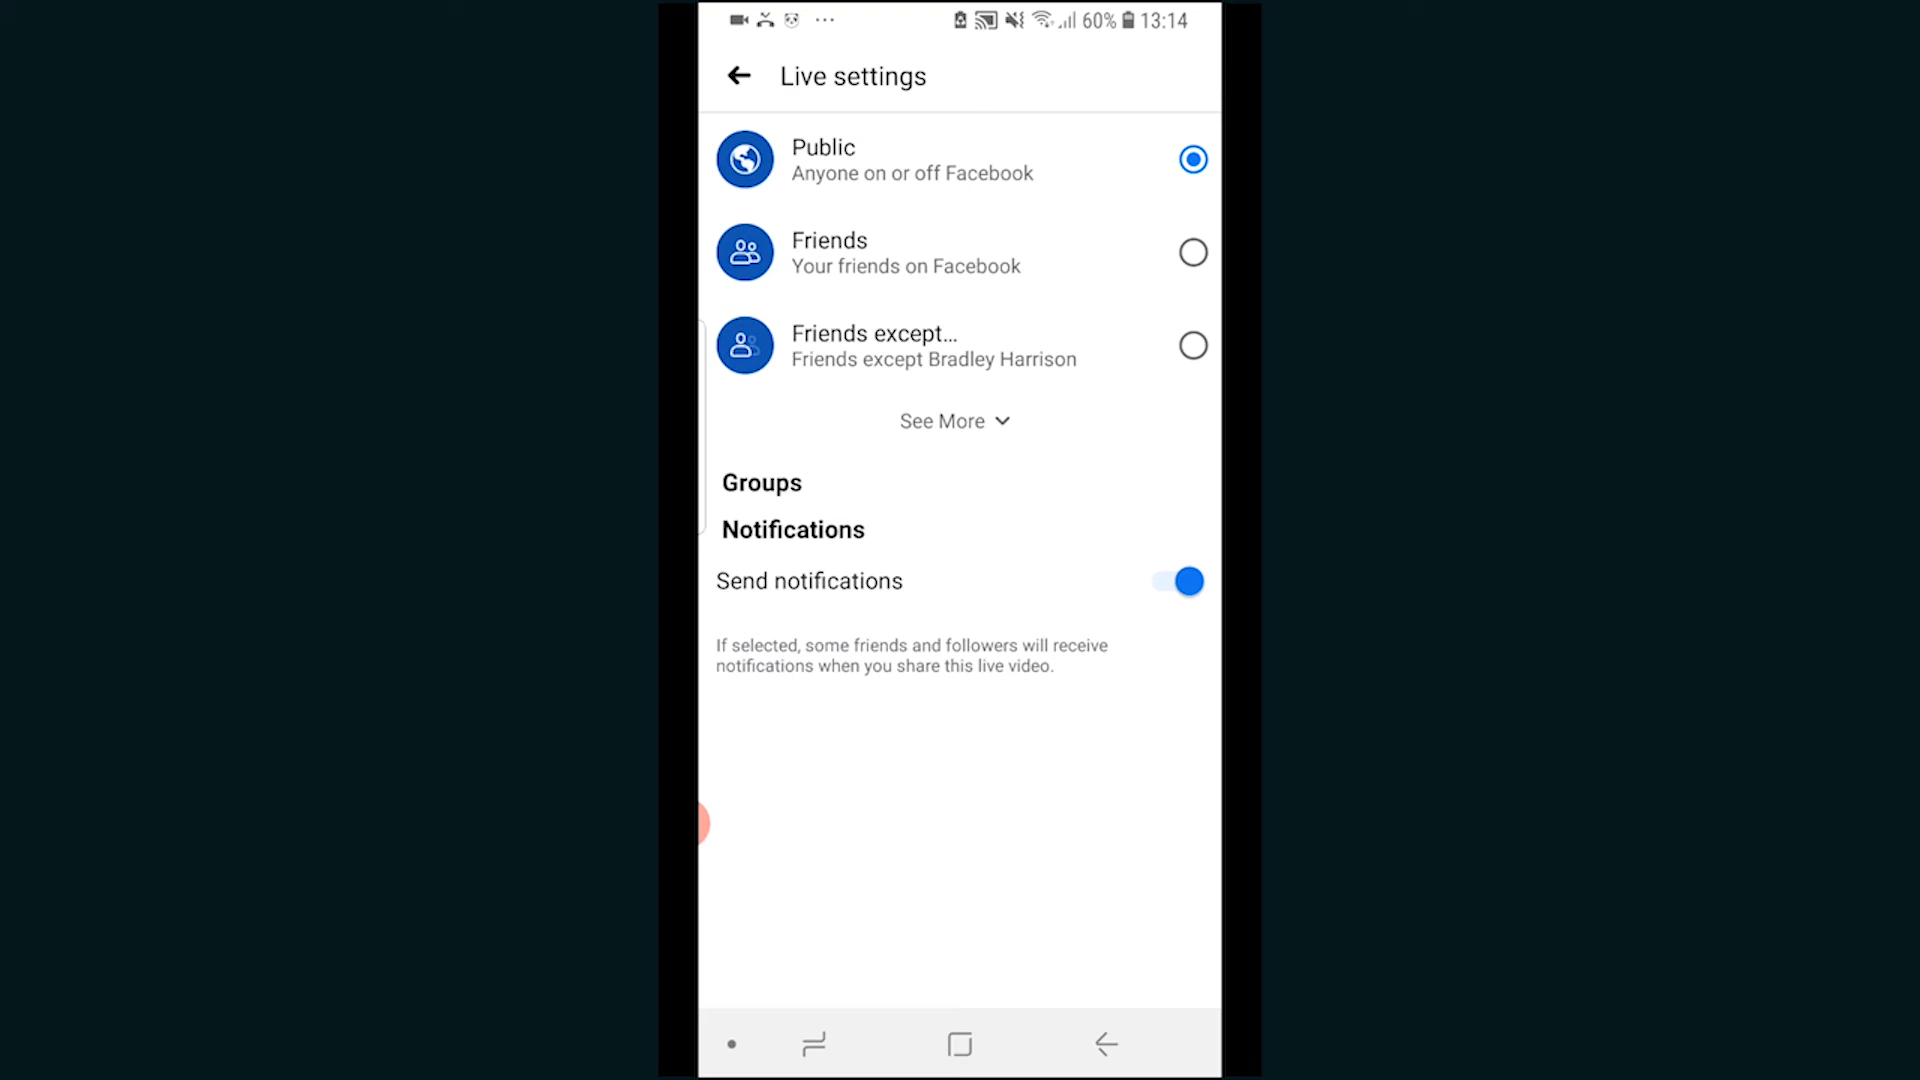 60% 13:14
Live settings
Public
Anyone on or off Facebook
Friends
Your friends on Facebook
Friends except...
Friends except Bradley Harrison
See More
Groups
Notifications
Send notifications
If selected, some friends and followers will receive
notifications when you share this live video.